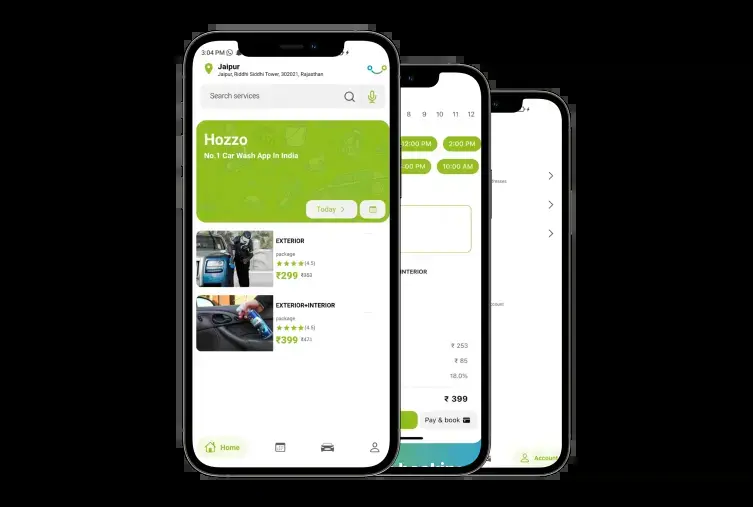 3:04 PM
Jaipur
Jaipur, Riddhi Siddhi Tower, 302021, Rajasthan
Search services
Hozzo
No.1 Car Wash App In India
Today
EXTERIOR
package
(4.5)
₹299
EXTERIOR+INTERIOR
package
(4.5)
₹399 ₹471
Home
8 9 10 11 12
12:00 PM 2:00 PM
:00 PM 10:00 AM
INTERIOR
₹ 253
₹ 85
18.0%
₹ 399
Pay & book
Account